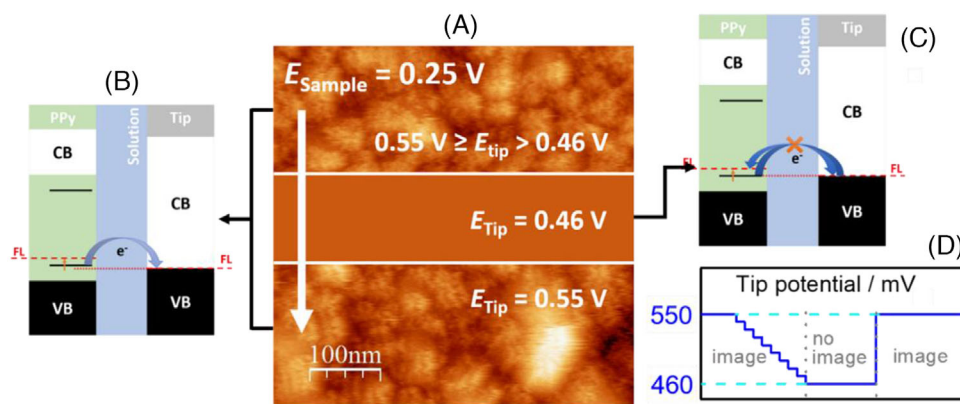 (A)
E_Sample = 0.25 V
0.55 V ≥ E_tip > 0.46 V
E_Tip = 0.46 V
E_Tip = 0.55 V
100nm
(B)
PPy
Solution
Tip
CB
CB
FL
e⁻
FL
VB
VB
(C)
PPy
Solution
Tip
CB
CB
FL
e⁻
FL
VB
VB
(D)
Tip potential / mV
550
image
no
image
image
460